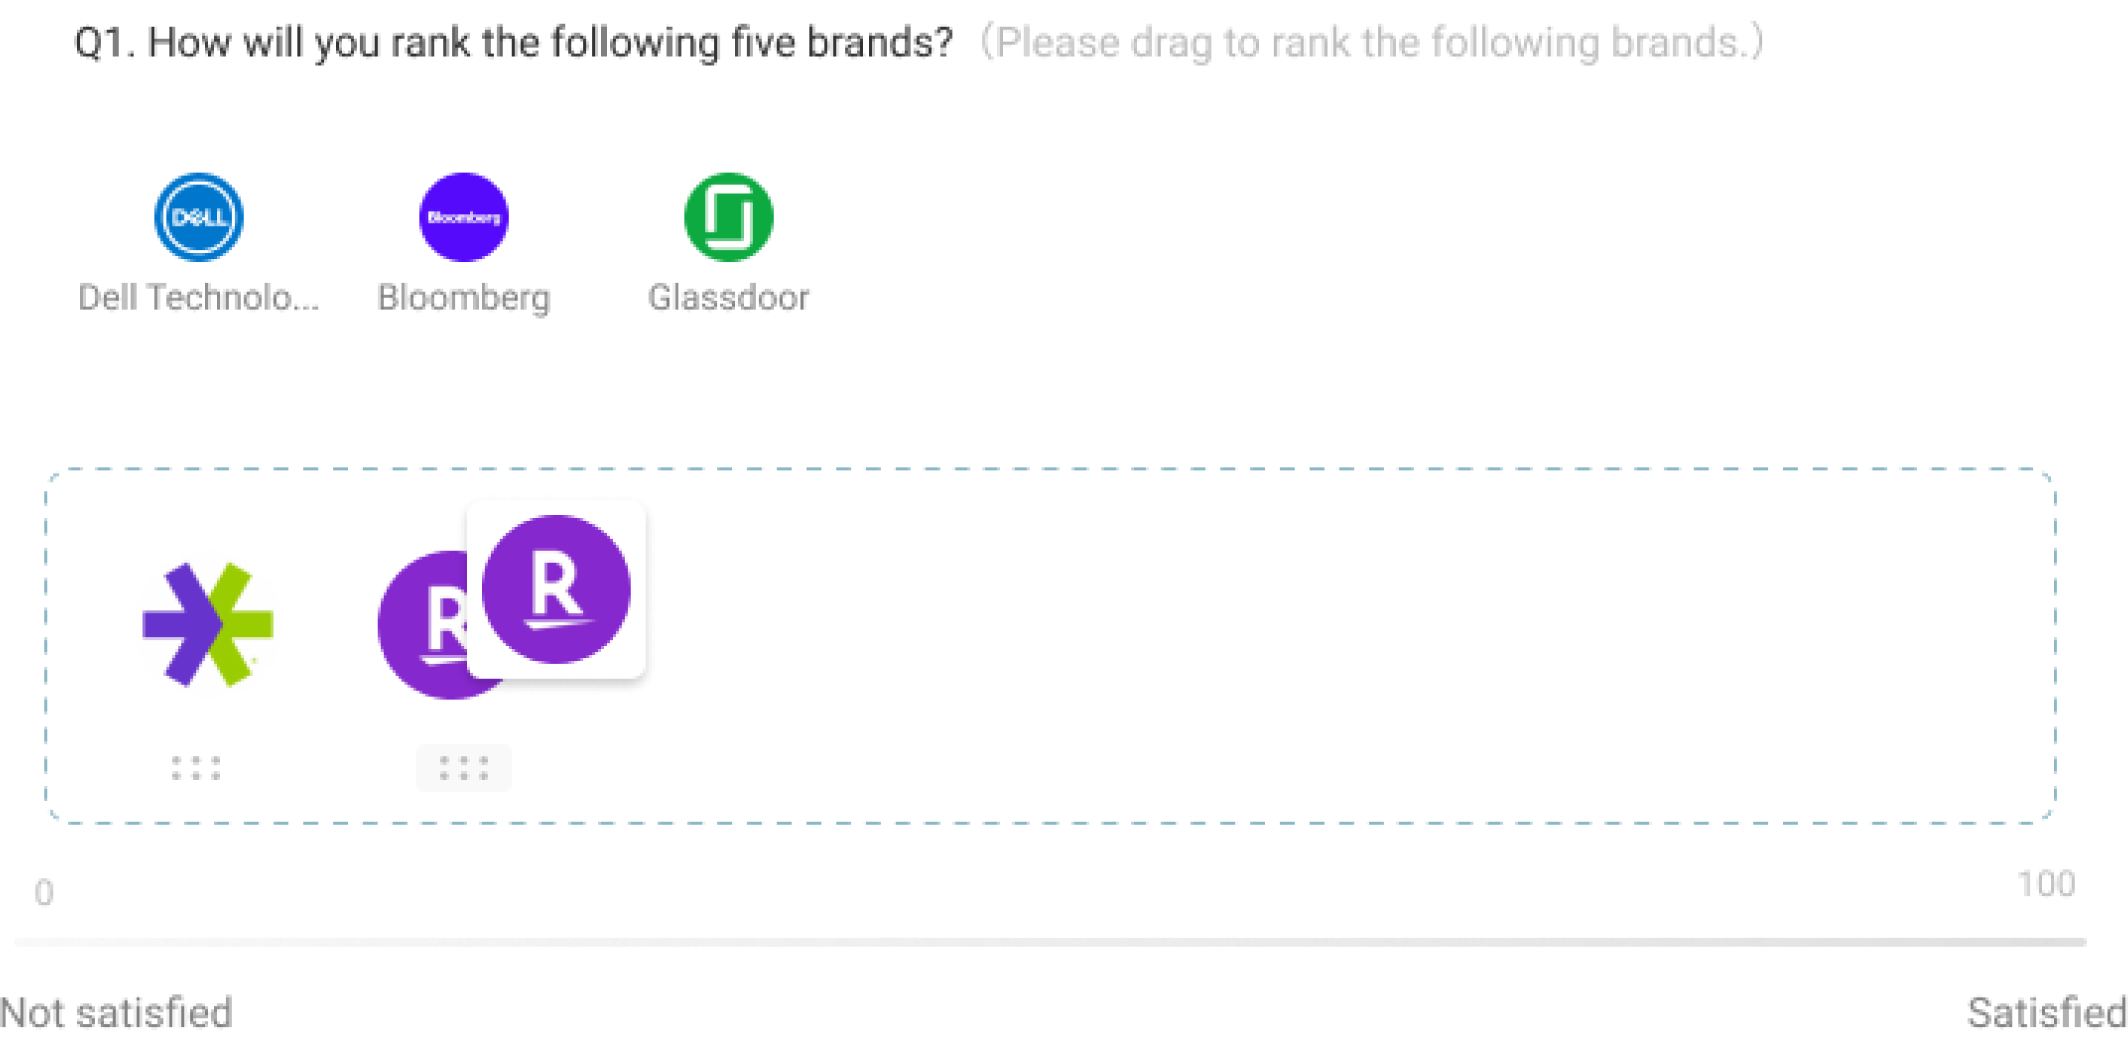 Q1. How will you rank the following five brands? (Please drag to rank the following brands.)
DELL
Bloomberg
Dell Technolo...
Bloomberg
Glassdoor
R
R
0
100
Not satisfied
Satisfied